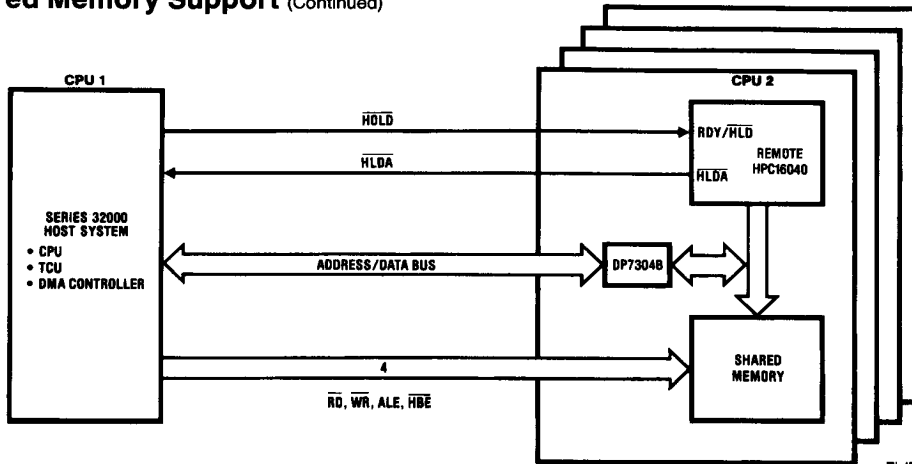 ed Memory Support (Continued)
CPU 1
CPU 2
HOLD
RDY/HLD
REMOTE
HPC16040
HLDA
HLDA
SERIES 32000
HOST SYSTEM
• CPU
• TCU
• DMA CONTROLLER
ADDRESS/DATA BUS
DP7304B
4
SHARED
MEMORY
RD, WR, ALE, HBE